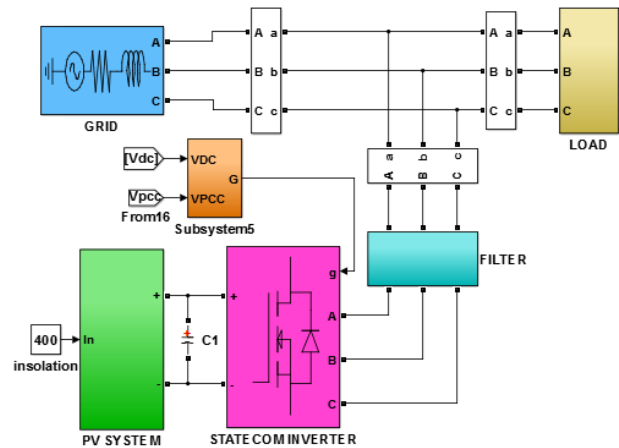 A A a A a A
B B b B b B
C C c C c C
GRID
LOAD
a b c
A B C
[Vdc]
VDC
G
Vpcc
VPCC
From16
Subsystem5
FILTER
g
+ +
A
400
In
C1
B
insolation
- -
C
PV SYSTEM
STATECOM INVERTER